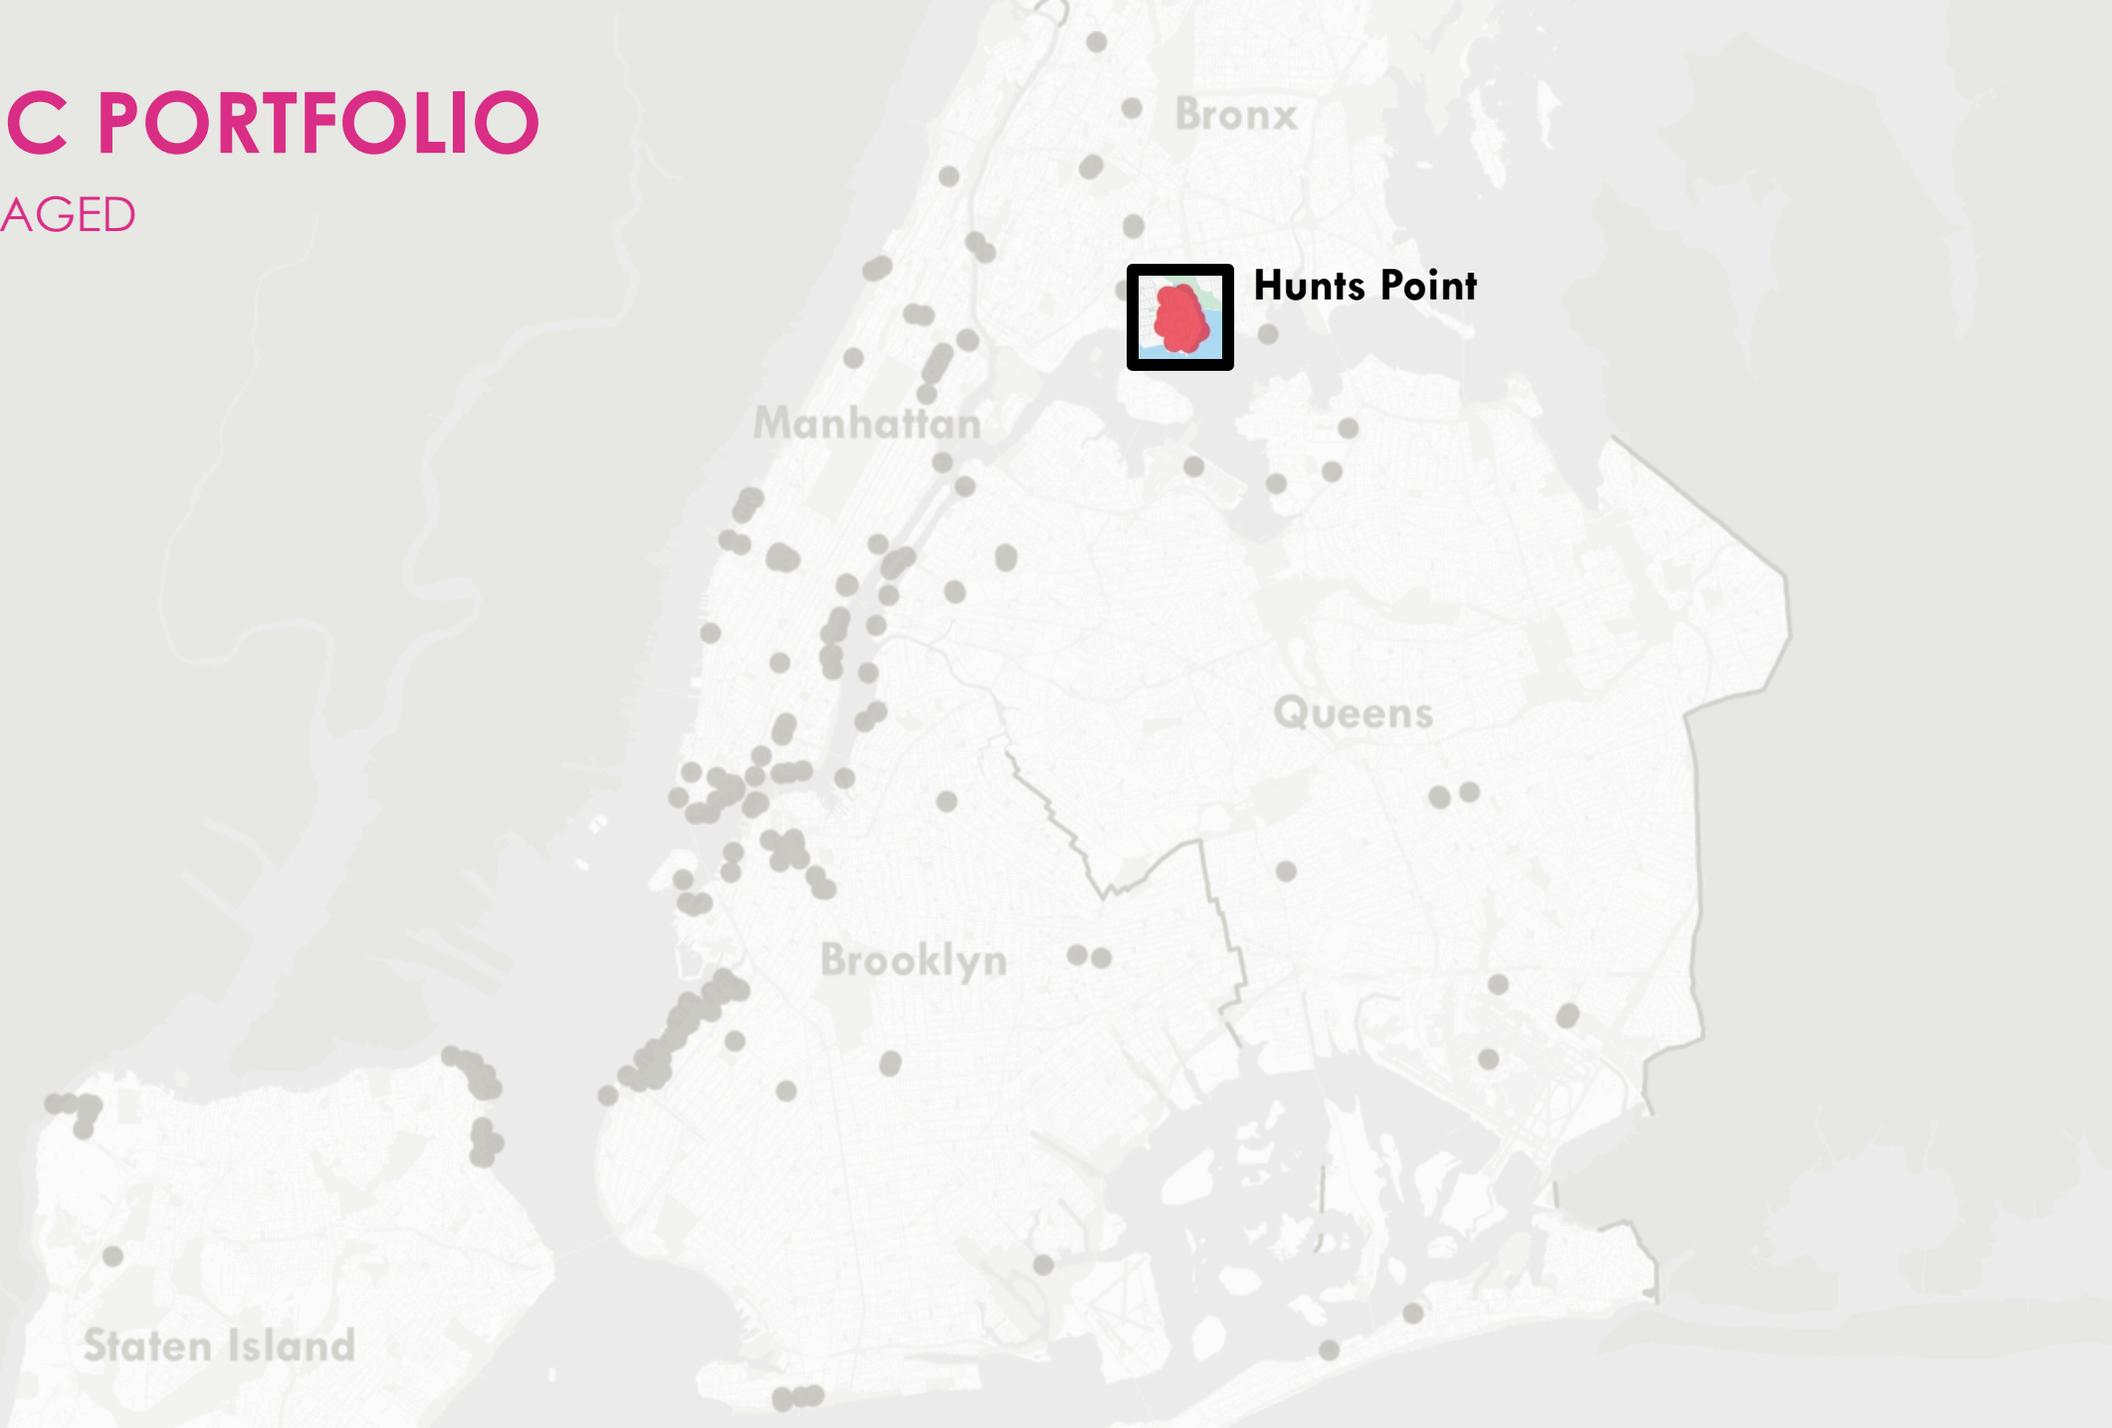 C PORTFOLIO
AGED
Bronx
Hunts Point
Manhattan
Queens
Brooklyn
Staten Island